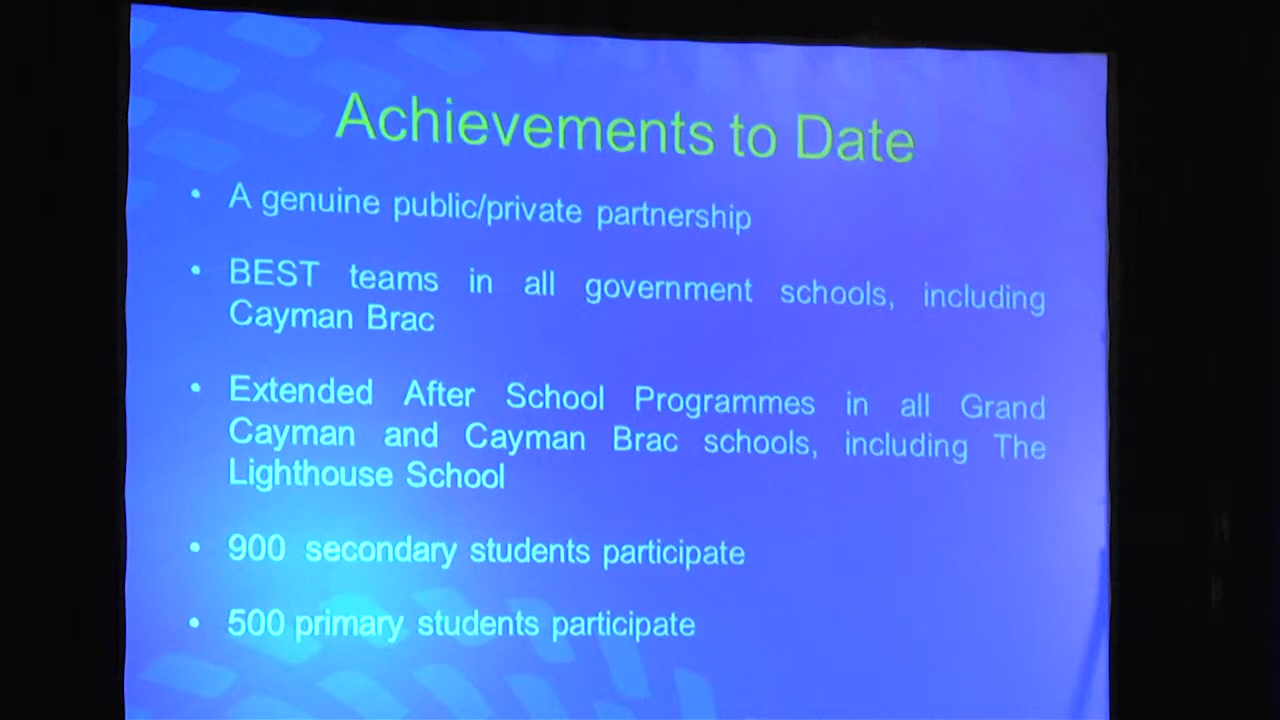 Achievements to Date
• A genuine public/private partnership
• BEST teams in all government schools, including
Cayman Brac
• Extended After School Programmes in all Grand
Cayman and Cayman Brac schools, including The
Lighthouse School
• 900 secondary students participate
• 500 primary students participate